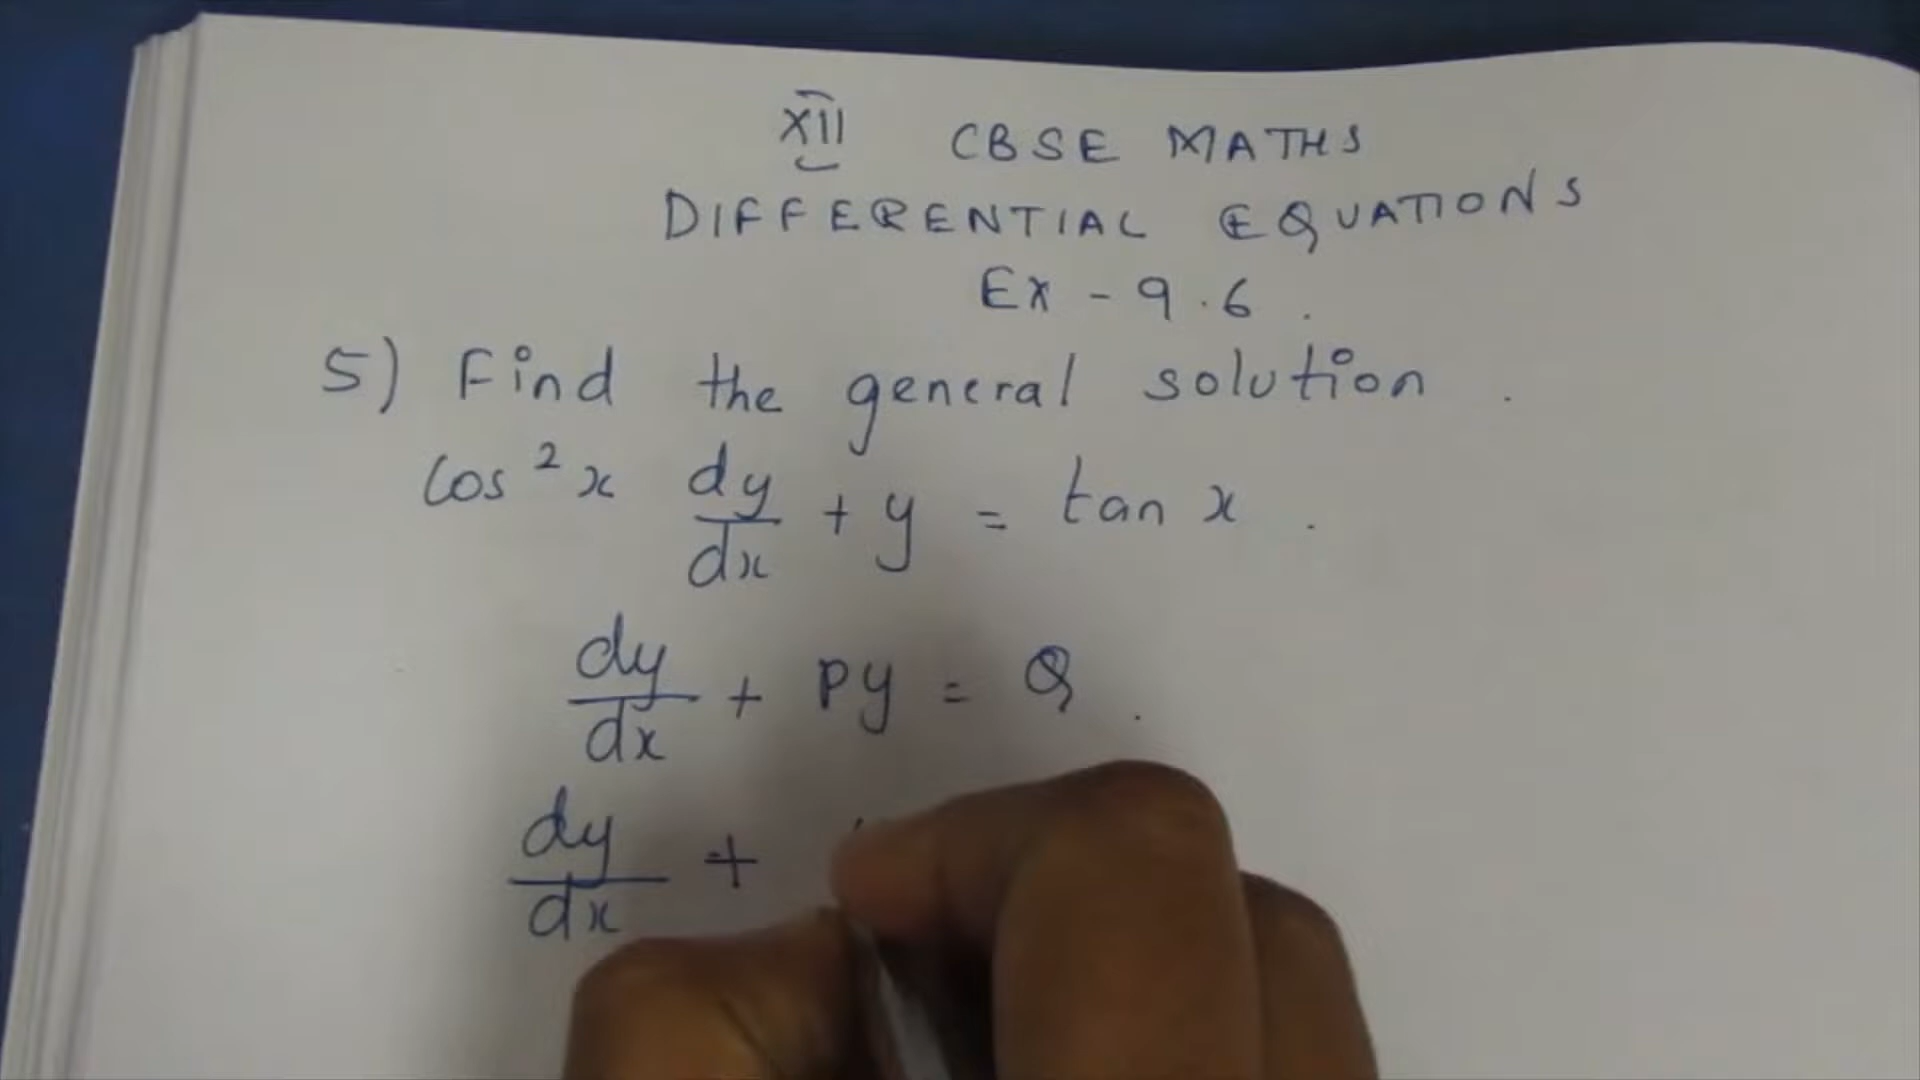 XII CBSE MATHS
DIFFERENTIAL EQUATIONS
Ex - 9.6.
5) Find the general solution.
cos²x dy/dx + y = tan x.
dy/dx + Py = Q.
dy/dx +